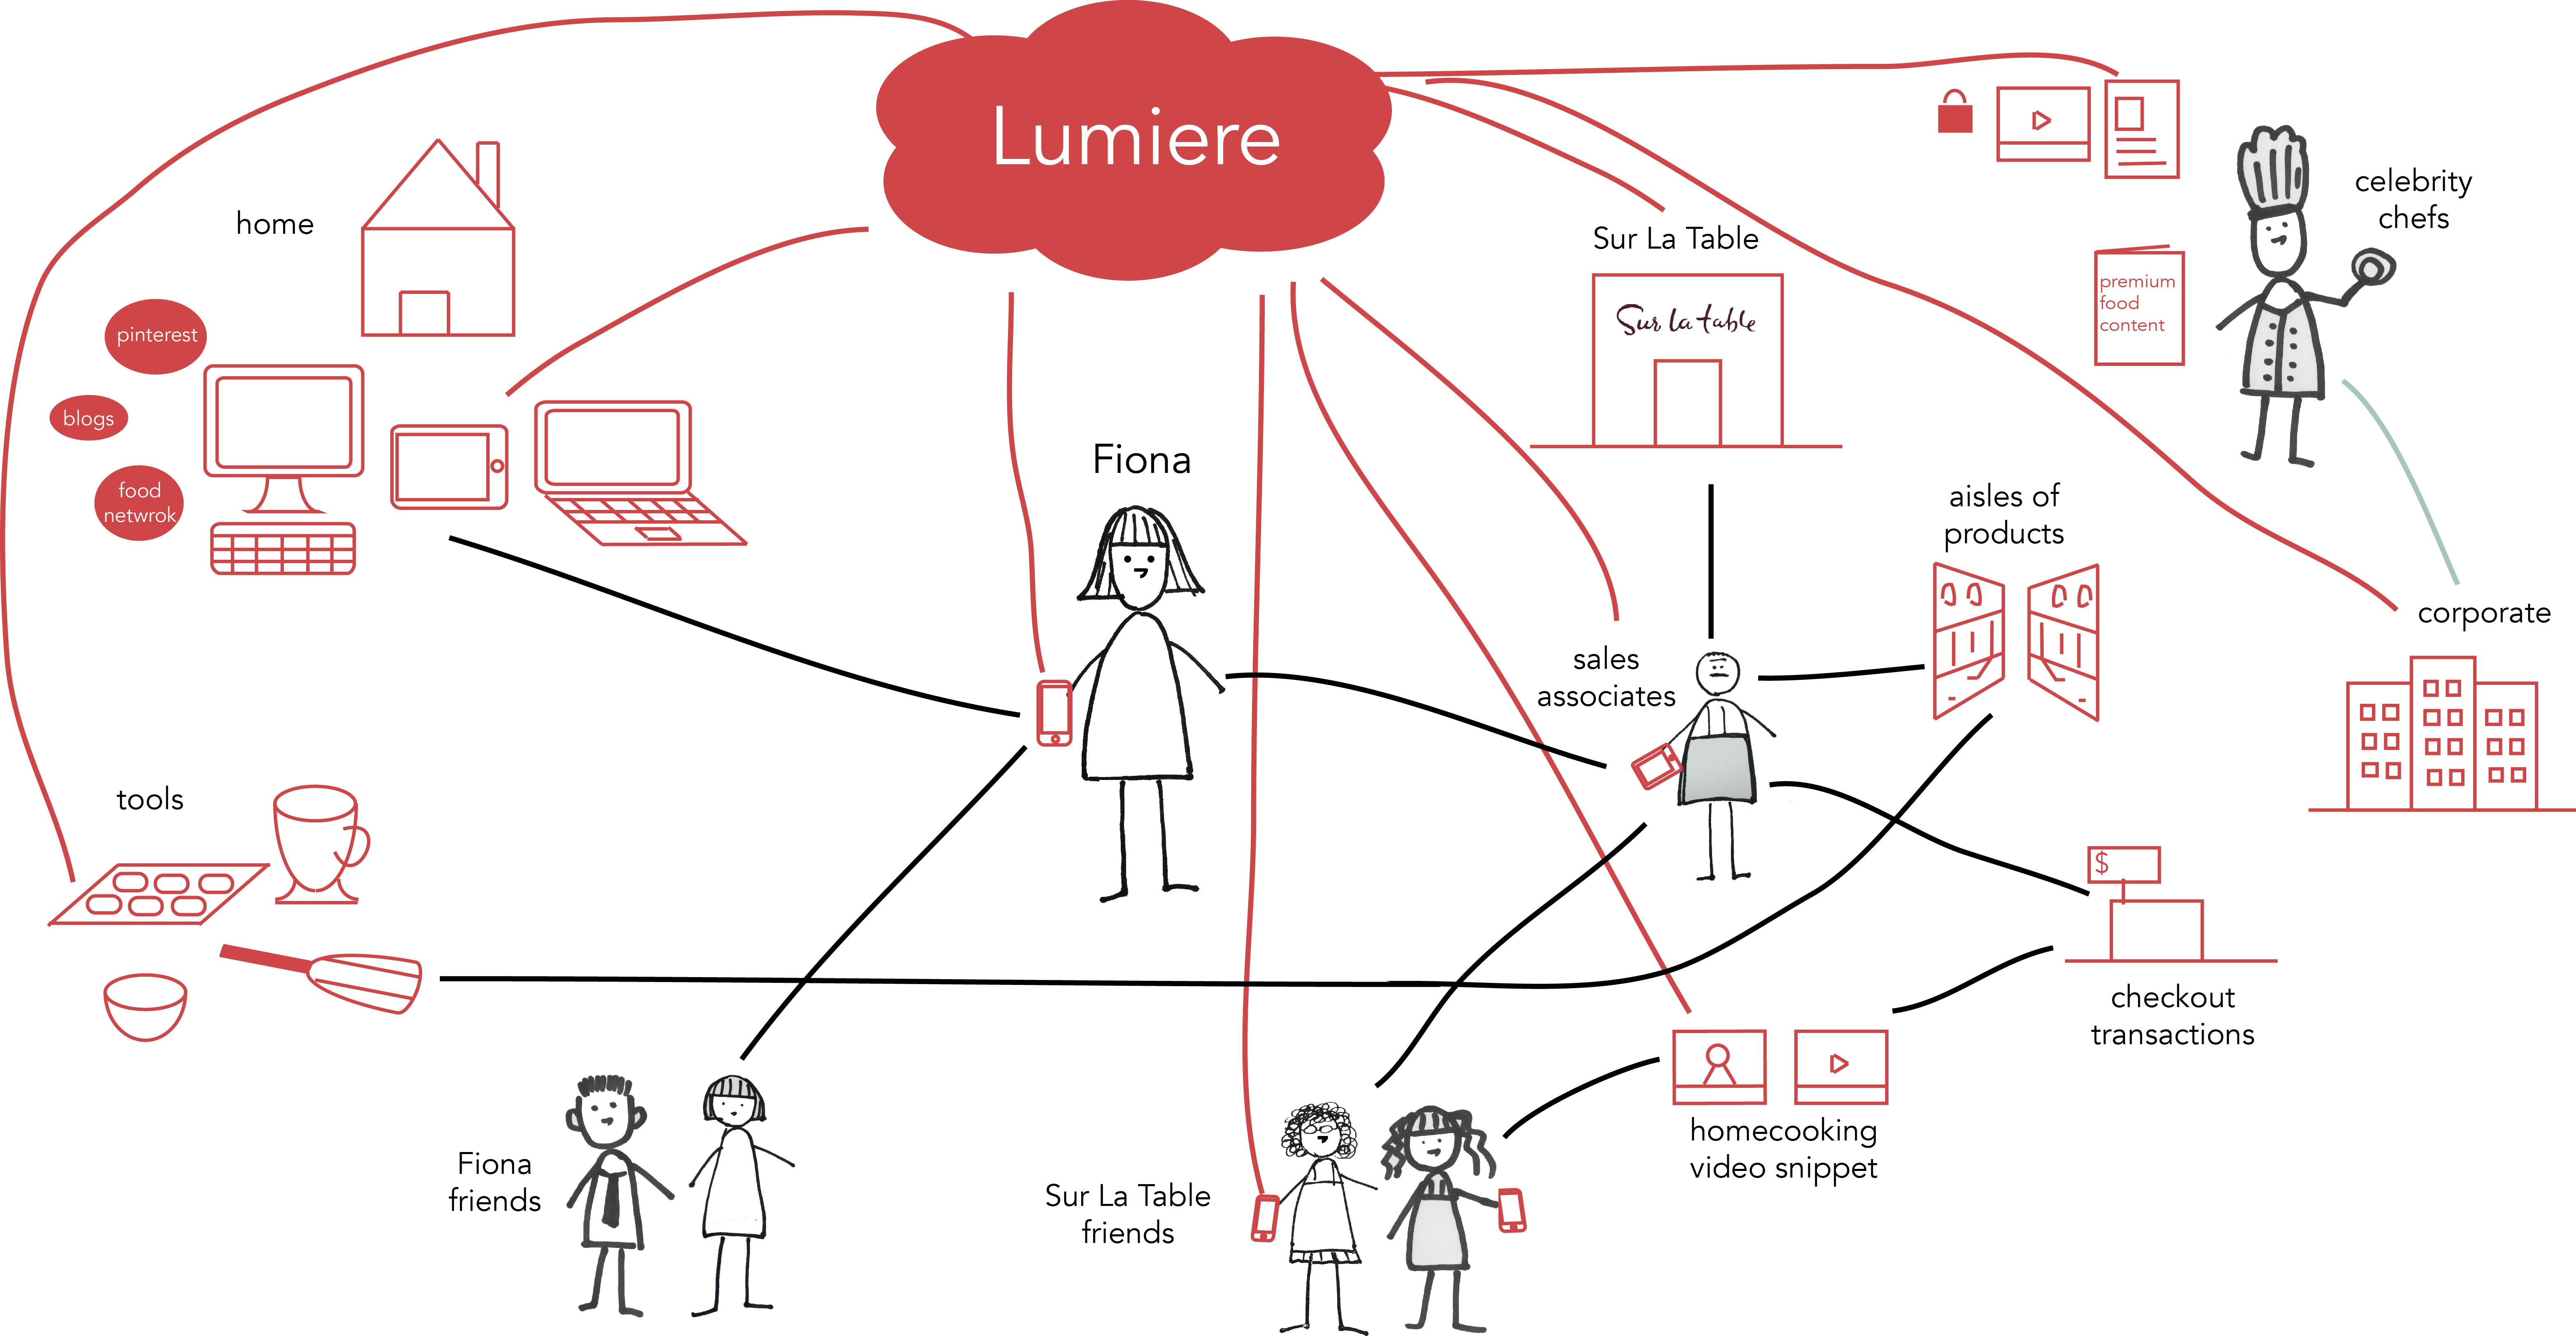 Lumiere
home
pinterest
blogs
food
netwrok
Fiona
Sur La Table
Sur la table
celebrity
chefs
premium
food
content
aisles of
products
corporate
sales
associates
tools
$
checkout
transactions
homecooking
video snippet
Fiona
friends
Sur La Table
friends